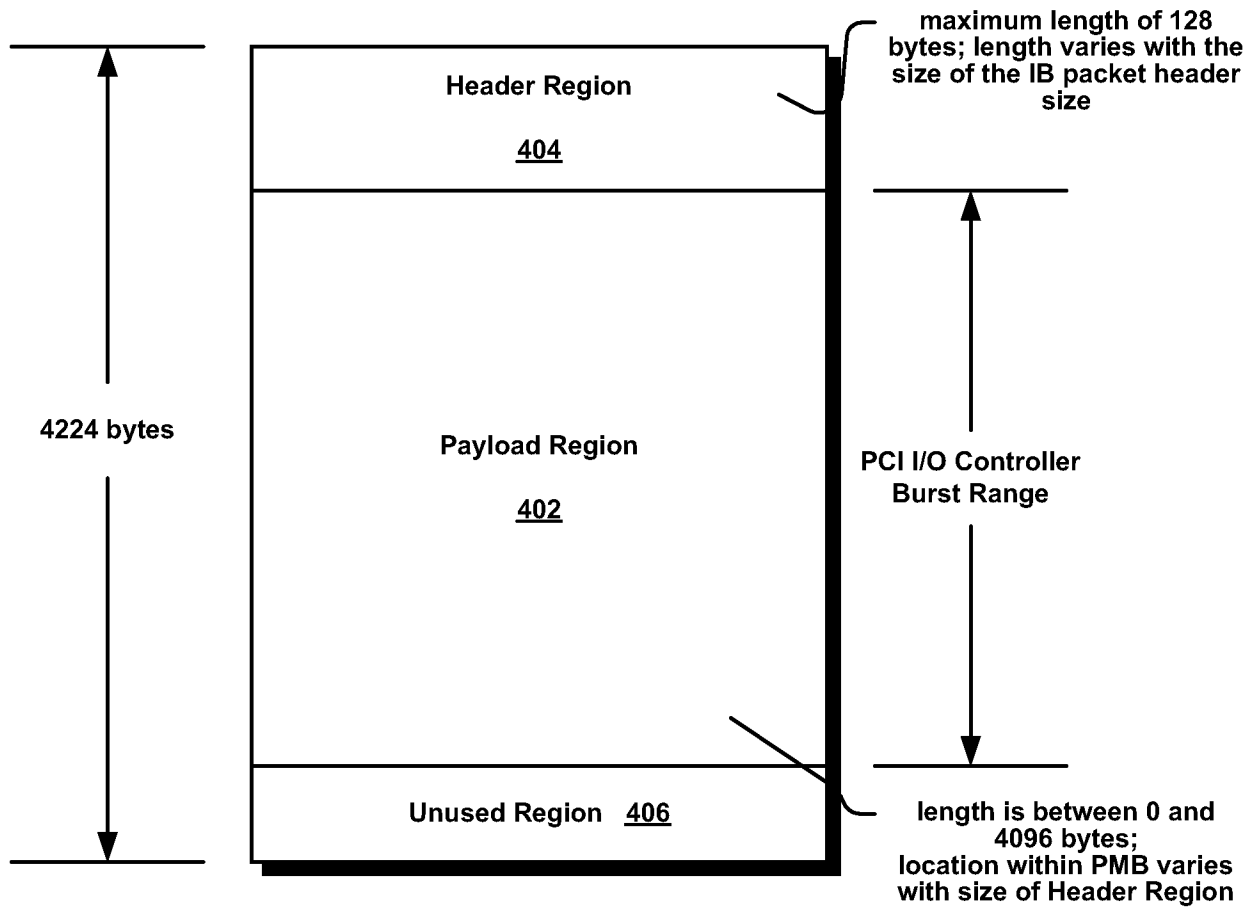 maximum length of 128
bytes; length varies with the
size of the IB packet header
size
Header Region
404
4224 bytes
Payload Region
402
PCI I/O Controller
Burst Range
Unused Region 406
length is between 0 and
4096 bytes;
location within PMB varies
with size of Header Region